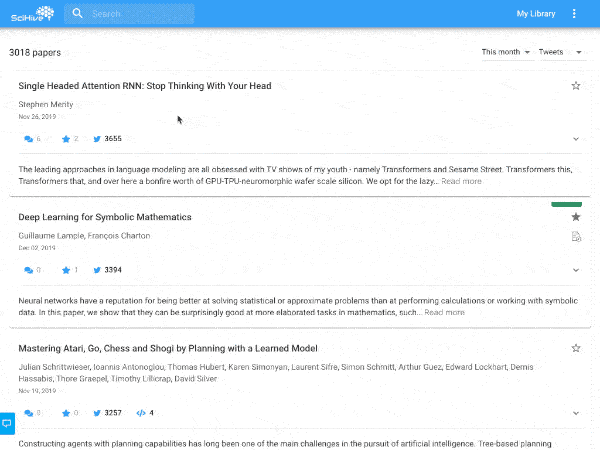 SciHive
Search
My Library
3018 papers
This month
Tweets
Single Headed Attention RNN: Stop Thinking With Your Head
Stephen Merity
Nov 26, 2019
6
2
3655
The leading approaches in language modeling are all obsessed with TV shows of my youth - namely Transformers and Sesame Street. Transformers this,
Transformers that, and over here a bonfire worth of GPU-TPU-neuromorphic wafer scale silicon. We opt for the lazy... Read more
Deep Learning for Symbolic Mathematics
Guillaume Lample, François Charton
Dec 02, 2019
0
1
3394
Neural networks have a reputation for being better at solving statistical or approximate problems than at performing calculations or working with symbolic
data. In this paper, we show that they can be surprisingly good at more elaborated tasks in mathematics, such... Read more
Mastering Atari, Go, Chess and Shogi by Planning with a Learned Model
Julian Schrittwieser, Ioannis Antonoglou, Thomas Hubert, Karen Simonyan, Laurent Sifre, Simon Schmitt, Arthur Guez, Edward Lockhart, Demis
Hassabis, Thore Graepel, Timothy Lillicrap, David Silver
Nov 19, 2019
0
0
3257
4
Constructing agents with planning capabilities has long been one of the main challenges in the pursuit of artificial intelligence. Tree-based planning